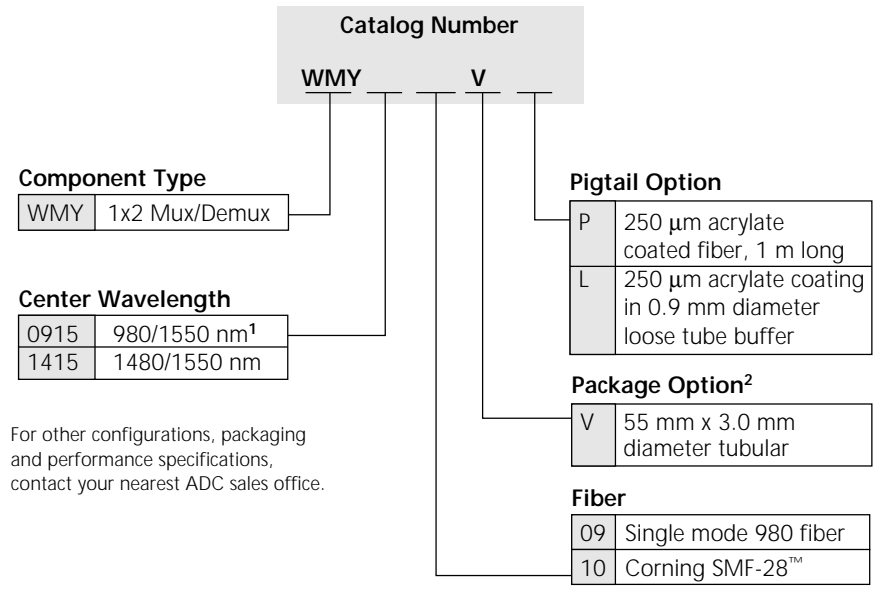 Catalog Number
WMY __ __ V __
Component Type
WMY 1x2 Mux/Demux
Center Wavelength
0915 980/1550 nm¹
1415 1480/1550 nm
For other configurations, packaging
and performance specifications,
contact your nearest ADC sales office.
Pigtail Option
P 250 µm acrylate
coated fiber, 1 m long
L 250 µm acrylate coating
in 0.9 mm diameter
loose tube buffer
Package Option²
V 55 mm x 3.0 mm
diameter tubular
Fiber
09 Single mode 980 fiber
10 Corning SMF-28™